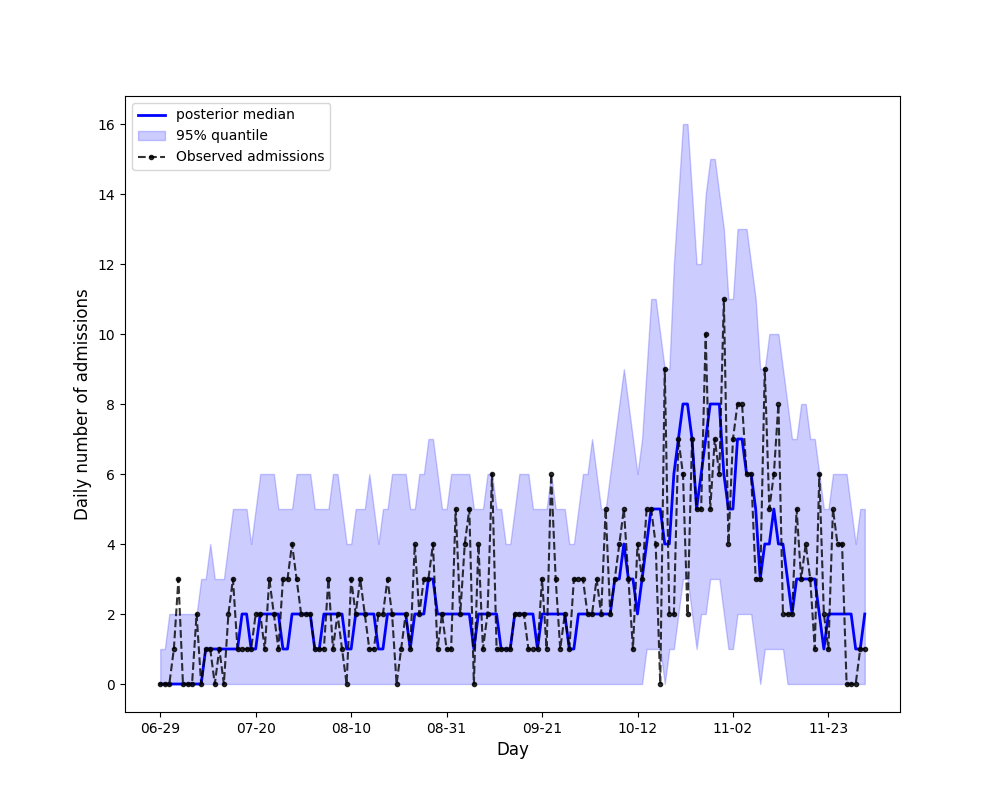 posterior median
95% quantile
Observed admissions
16
14
12
10
8
6
4
2
0
Daily number of admissions
06-29 07-20 08-10 08-31 09-21 10-12 11-02 11-23
Day